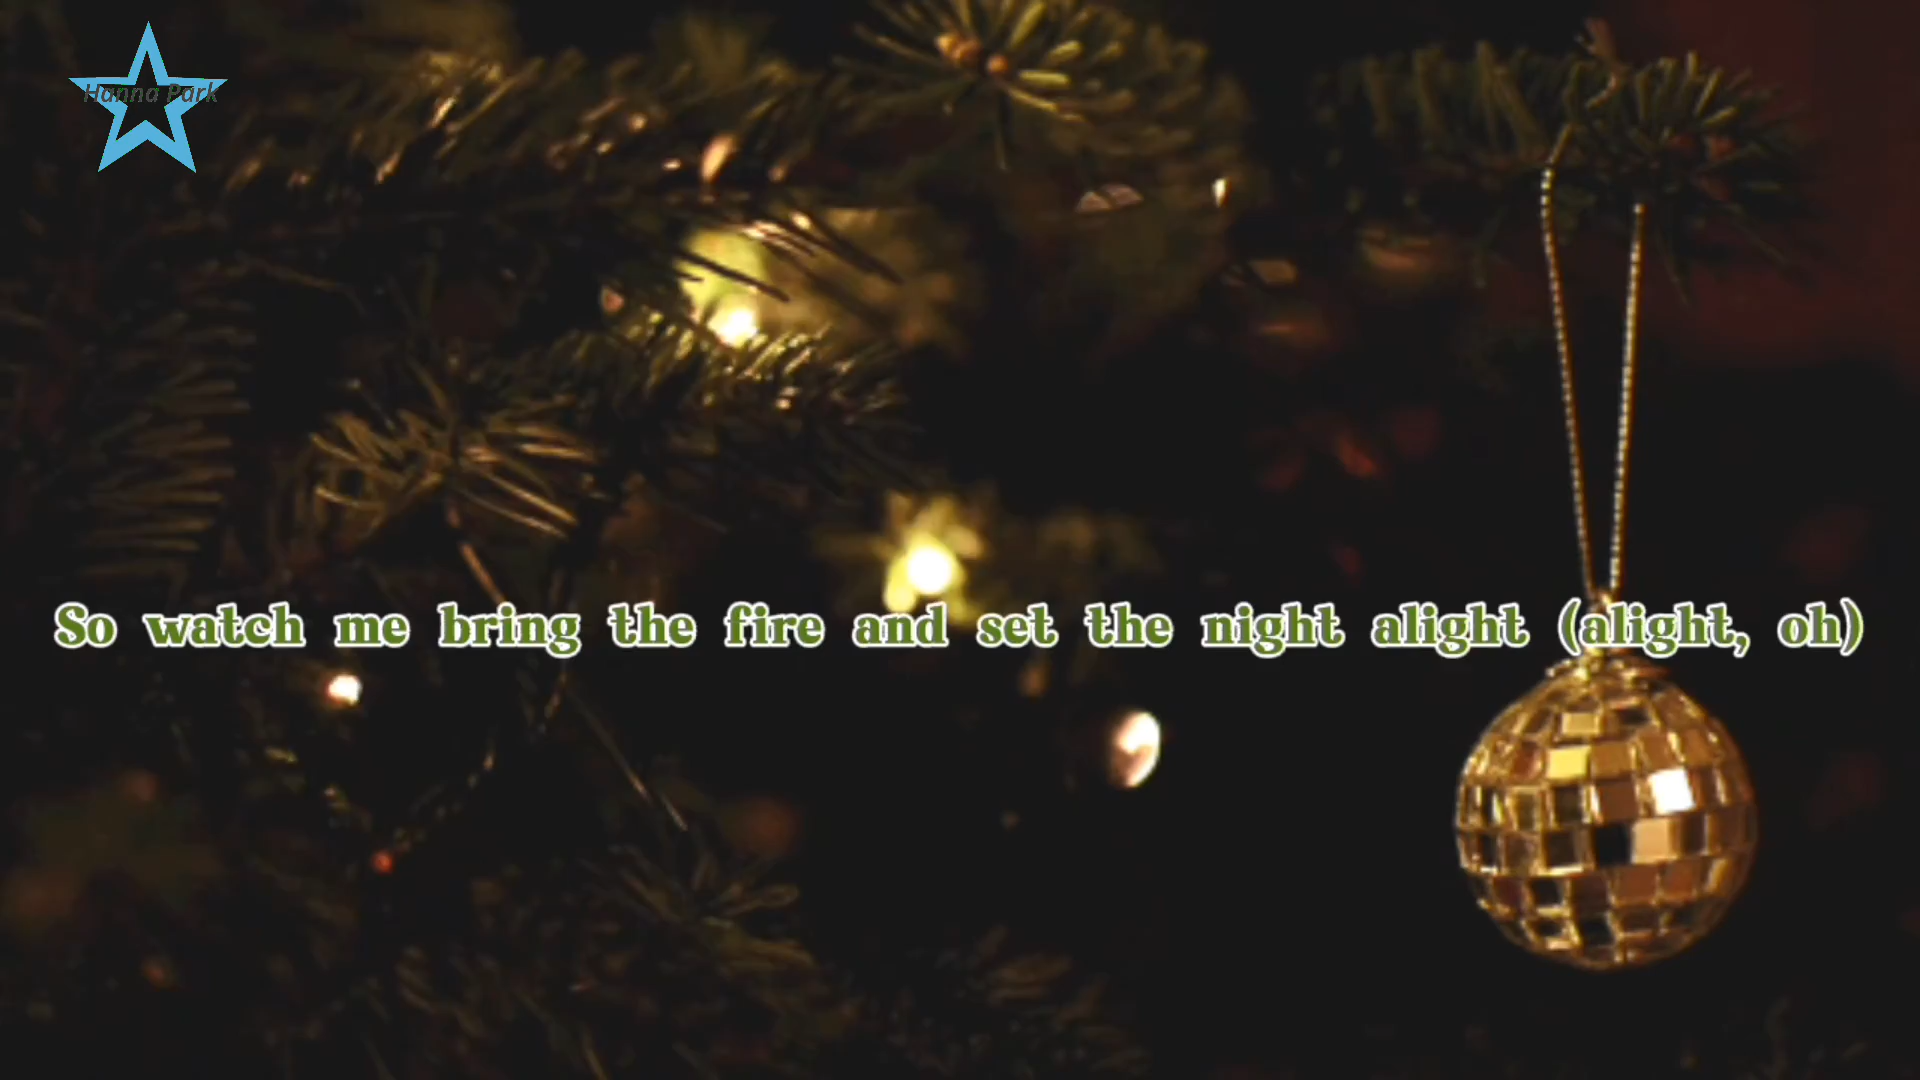 Hanna Park
So watch me bring the fire and set the night alight (alight, oh)